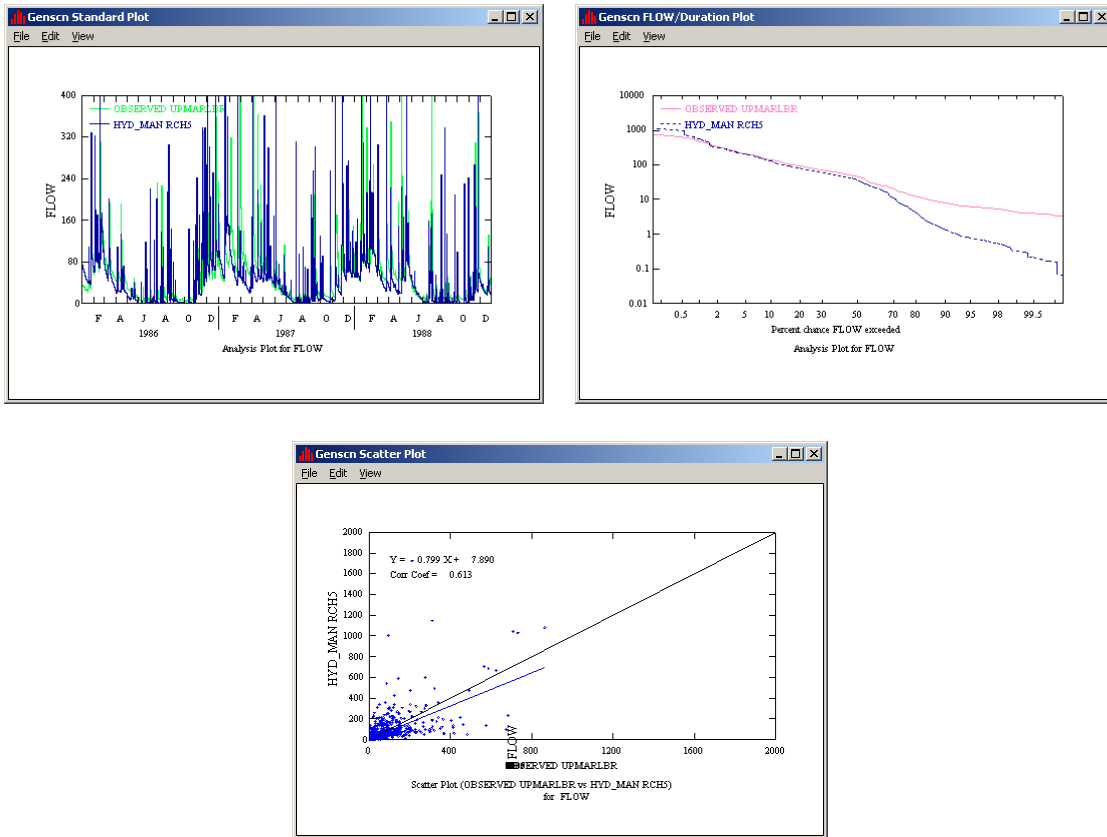 Genscn Standard Plot
File Edit View
400
320
240
160
80
0
FLOW
OBSERVED UPMARLBR
HYD_MAN RCH5
F A J A O D F A J A O D F A J A O D
1986 1987 1988
Analysis Plot for FLOW
Genscn FLOW/Duration Plot
File Edit View
10000
1000
100
10
1
0.1
0.01
FLOW
OBSERVED UPMARLBR
HYD_MAN RCH5
0.5 2 5 10 20 30 50 70 80 90 95 98 99.5
Percent chance FLOW exceeded
Analysis Plot for FLOW
Genscn Scatter Plot
File Edit View
2000
1800
1600
1400
1200
1000
800
600
400
200
0
HYD_MAN RCH5
Y = 0.799 X + 7.890
Corr Coef = 0.613
0 400 800 1200 1600 2000
FLOW
OBSERVED UPMARLBR
Scatter Plot (OBSERVED UPMARLBR vs HYD_MAN RCH5)
for FLOW